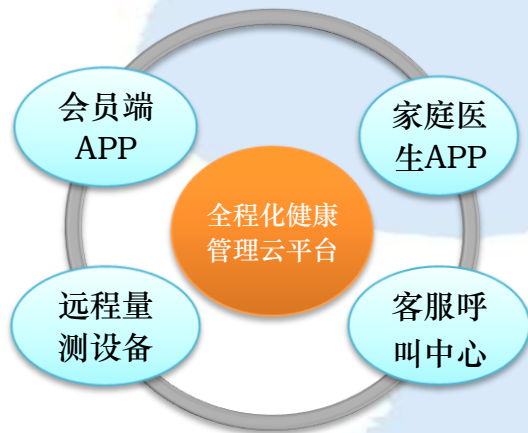 会员端
APP
家庭医
生APP
全程化健康
管理云平台
远程量
测设备
客服呼
叫中心